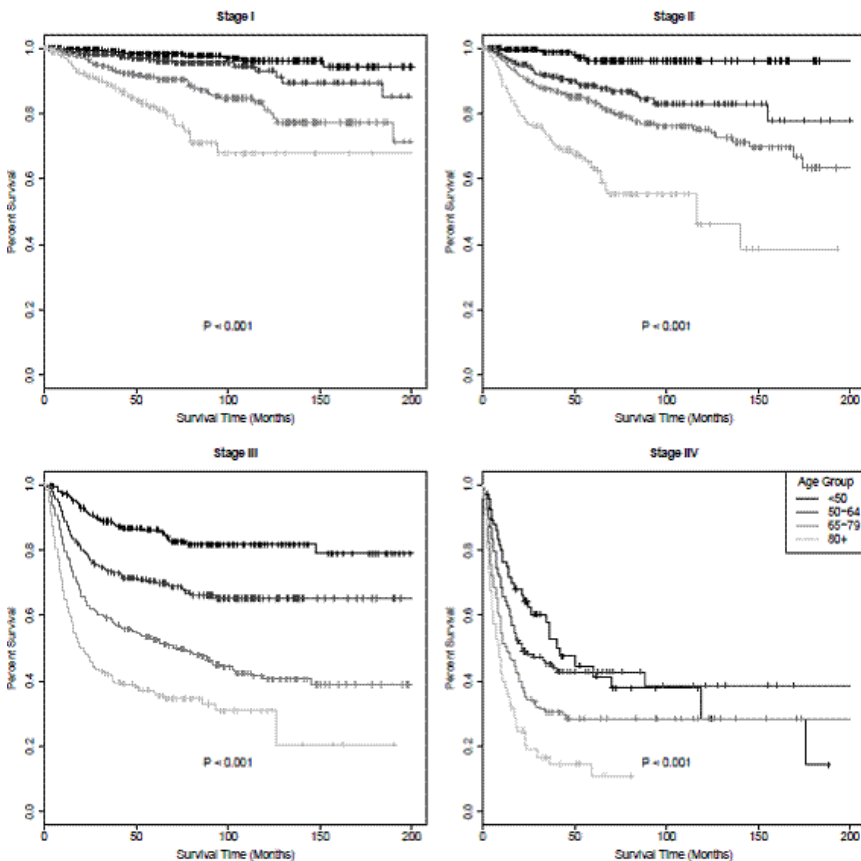 Stage I
Percent Survival
1.0
0.8
0.6
0.4
0.2
0.0
P < 0.001
0 50 100 150 200
Survival Time (Months)
Stage II
Percent Survival
1.0
0.8
0.6
0.4
0.2
0.0
P < 0.001
0 50 100 150 200
Survival Time (Months)
Stage III
Percent Survival
1.0
0.8
0.6
0.4
0.2
0.0
P < 0.001
0 50 100 150 200
Survival Time (Months)
Stage IIV
Percent Survival
1.0
0.8
0.6
0.4
0.2
0.0
Age Group
<50
50-64
65-79
80+
P < 0.001
0 50 100 150 200
Survival Time (Months)